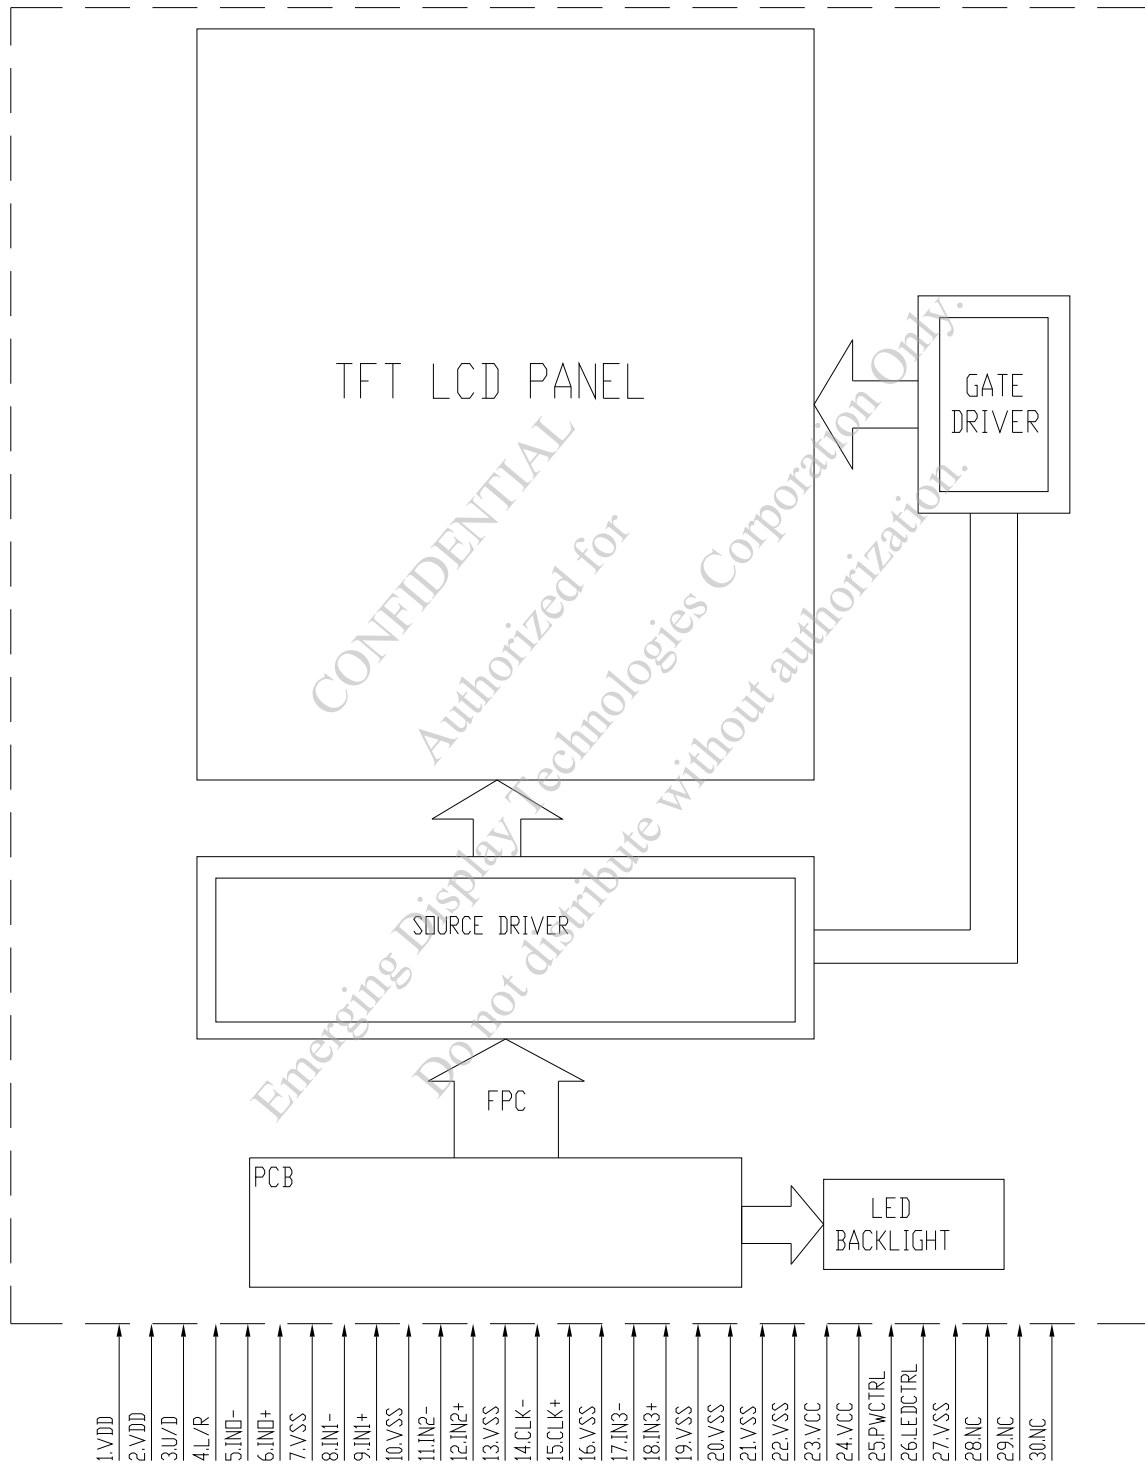 TFT LCD PANEL
GATE
DRIVER
CONFIDENTIAL
Authorized for
Emerging Display Technologies Corporation Only.
Do not distribute without authorization.
SOURCE DRIVER
FPC
PCB
LED
BACKLIGHT
1.VDD
2.VDD
3.U/D
4.L/R
5.IN0-
6.IN0+
7.VSS
8.IN1-
9.IN1+
10.VSS
11.IN2-
12.IN2+
13.VSS
14.CLK-
15.CLK+
16.VSS
17.IN3-
18.IN3+
19.VSS
20.VSS
21.VSS
22.VSS
23.VCC
24.VCC
25.PWCTRL
26.LEDCTRL
27.VSS
28.NC
29.NC
30.NC